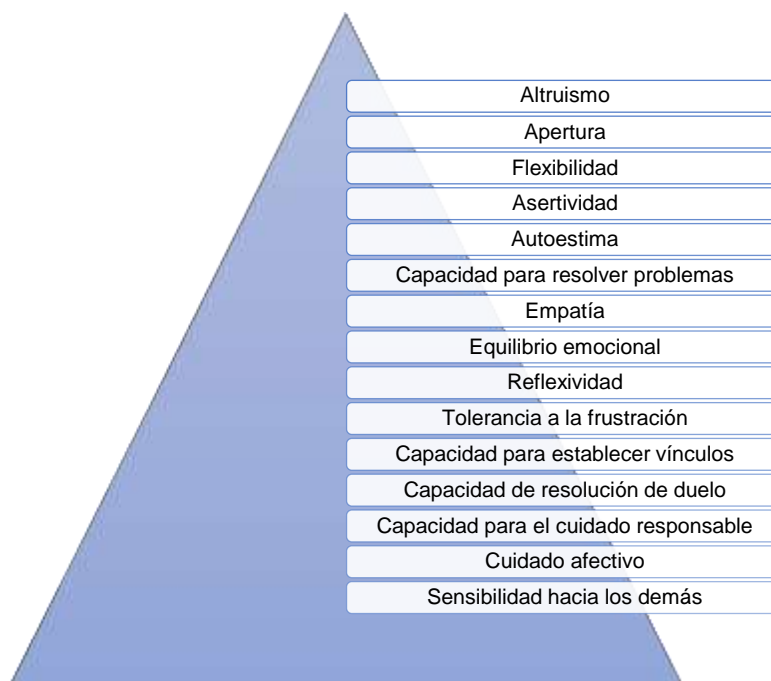 Altruismo
Apertura
Flexibilidad
Asertividad
Autoestima
Capacidad para resolver problemas
Empatía
Equilibrio emocional
Reflexividad
Tolerancia a la frustración
Capacidad para establecer vínculos
Capacidad de resolución de duelo
Capacidad para el cuidado responsable
Cuidado afectivo
Sensibilidad hacia los demás